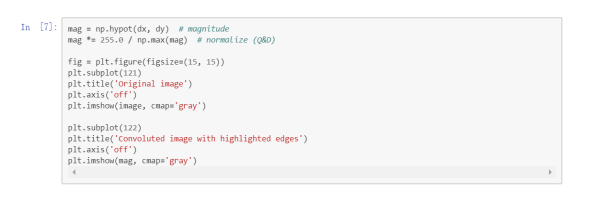 In [7]:
mag = np.hypot(dx, dy)  # magnitude
mag *= 255.0 / np.max(mag)  # normalize (Q&D)

fig = plt.figure(figsize=(15, 15))
plt.subplot(121)
plt.title('Original image')
plt.axis('off')
plt.imshow(image, cmap='gray')

plt.subplot(122)
plt.title('Convoluted image with highlighted edges')
plt.axis('off')
plt.imshow(mag, cmap='gray')